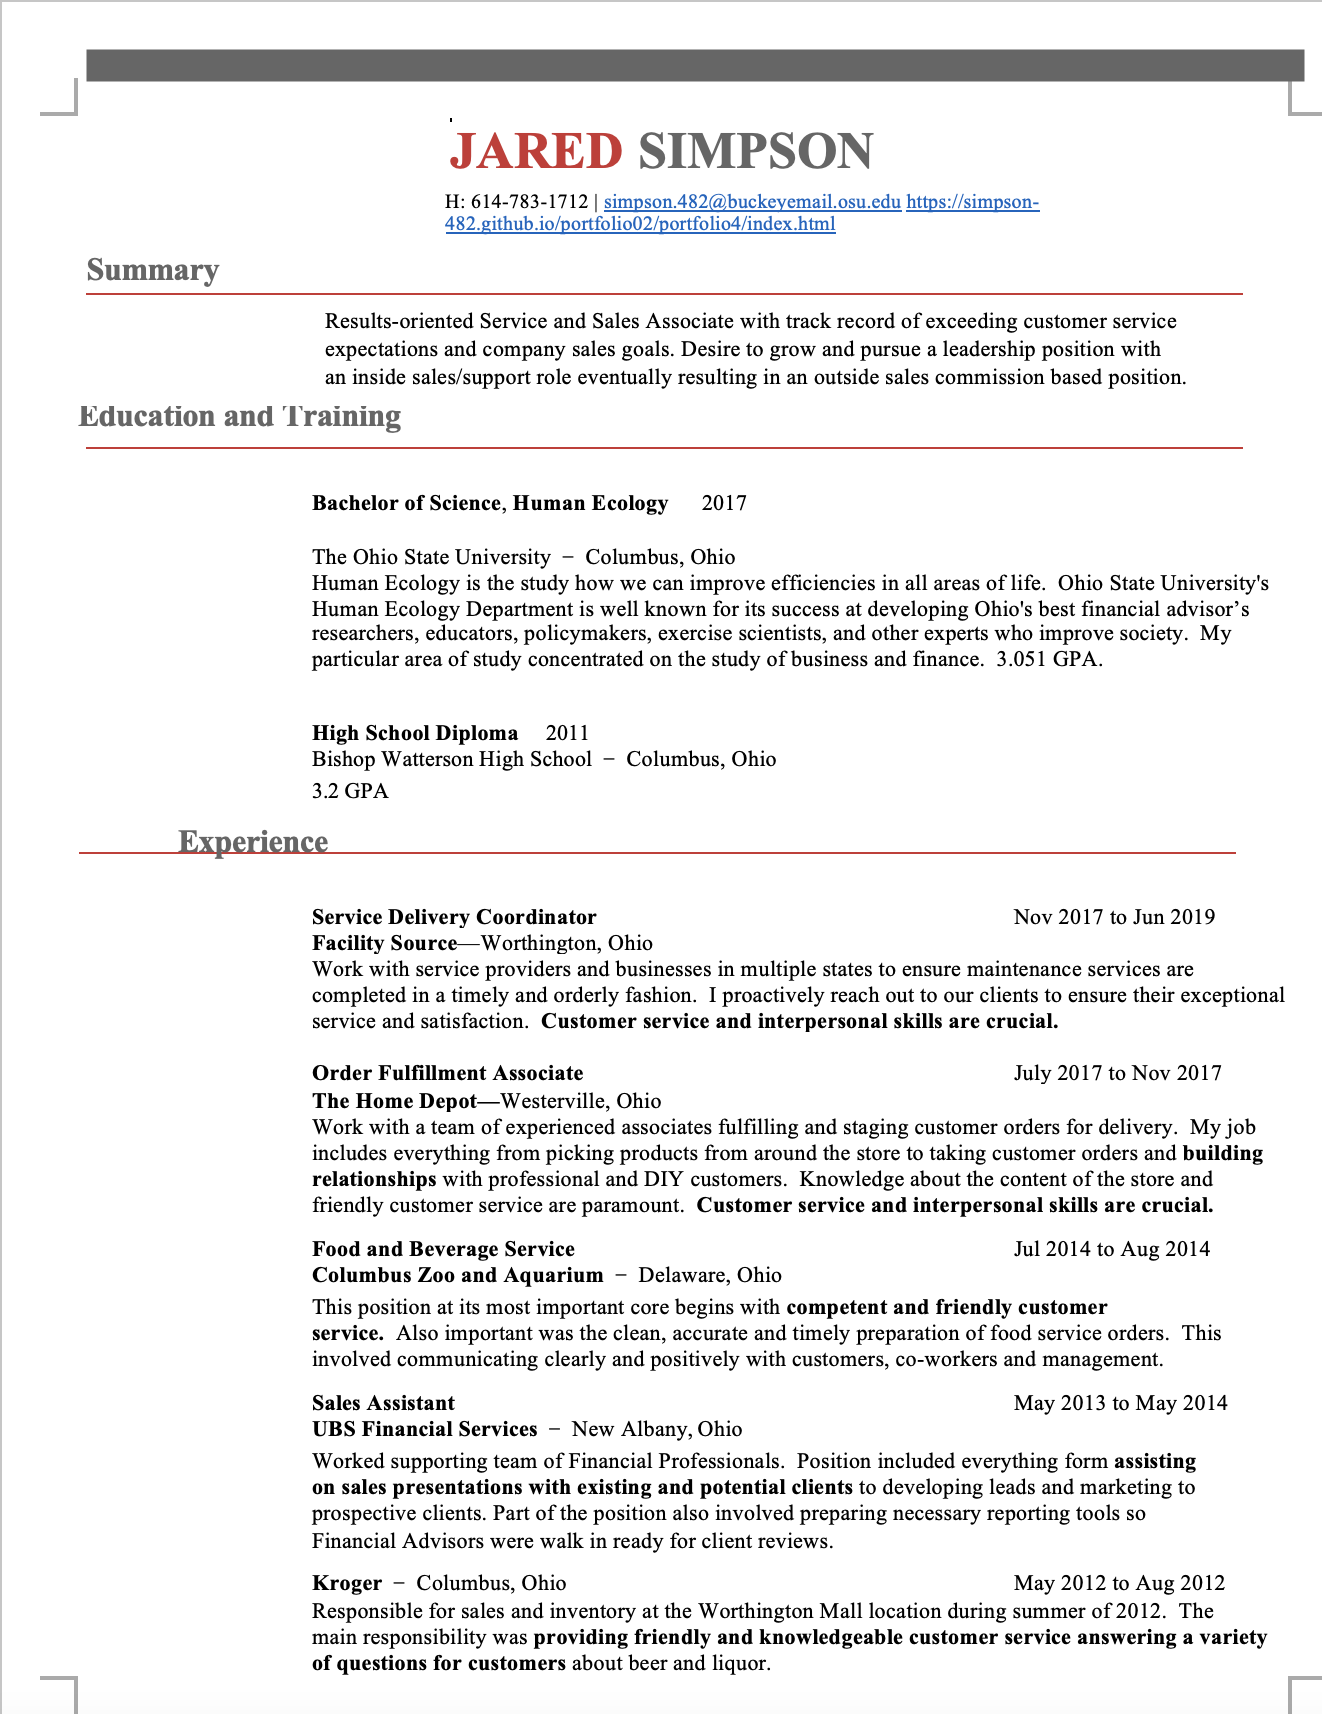 JARED SIMPSON
H: 614-783-1712 | simpson.482@buckeyemail.osu.edu https://simpson-
482.github.io/portfolio02/portfolio4/index.html
Summary
Results-oriented Service and Sales Associate with track record of exceeding customer service
expectations and company sales goals. Desire to grow and pursue a leadership position with
an inside sales/support role eventually resulting in an outside sales commission based position.
Education and Training
Bachelor of Science, Human Ecology 2017
The Ohio State University − Columbus, Ohio
Human Ecology is the study how we can improve efficiencies in all areas of life. Ohio State University's
Human Ecology Department is well known for its success at developing Ohio's best financial advisor’s
researchers, educators, policymakers, exercise scientists, and other experts who improve society. My
particular area of study concentrated on the study of business and finance. 3.051 GPA.
High School Diploma 2011
Bishop Watterson High School − Columbus, Ohio
3.2 GPA
Experience
Service Delivery Coordinator Nov 2017 to Jun 2019
Facility Source—Worthington, Ohio
Work with service providers and businesses in multiple states to ensure maintenance services are
completed in a timely and orderly fashion. I proactively reach out to our clients to ensure their exceptional
service and satisfaction. Customer service and interpersonal skills are crucial.
Order Fulfillment Associate July 2017 to Nov 2017
The Home Depot—Westerville, Ohio
Work with a team of experienced associates fulfilling and staging customer orders for delivery. My job
includes everything from picking products from around the store to taking customer orders and building
relationships with professional and DIY customers. Knowledge about the content of the store and
friendly customer service are paramount. Customer service and interpersonal skills are crucial.
Food and Beverage Service Jul 2014 to Aug 2014
Columbus Zoo and Aquarium − Delaware, Ohio
This position at its most important core begins with competent and friendly customer
service. Also important was the clean, accurate and timely preparation of food service orders. This
involved communicating clearly and positively with customers, co-workers and management.
Sales Assistant May 2013 to May 2014
UBS Financial Services − New Albany, Ohio
Worked supporting team of Financial Professionals. Position included everything form assisting
on sales presentations with existing and potential clients to developing leads and marketing to
prospective clients. Part of the position also involved preparing necessary reporting tools so
Financial Advisors were walk in ready for client reviews.
Kroger − Columbus, Ohio May 2012 to Aug 2012
Responsible for sales and inventory at the Worthington Mall location during summer of 2012. The
main responsibility was providing friendly and knowledgeable customer service answering a variety
of questions for customers about beer and liquor.